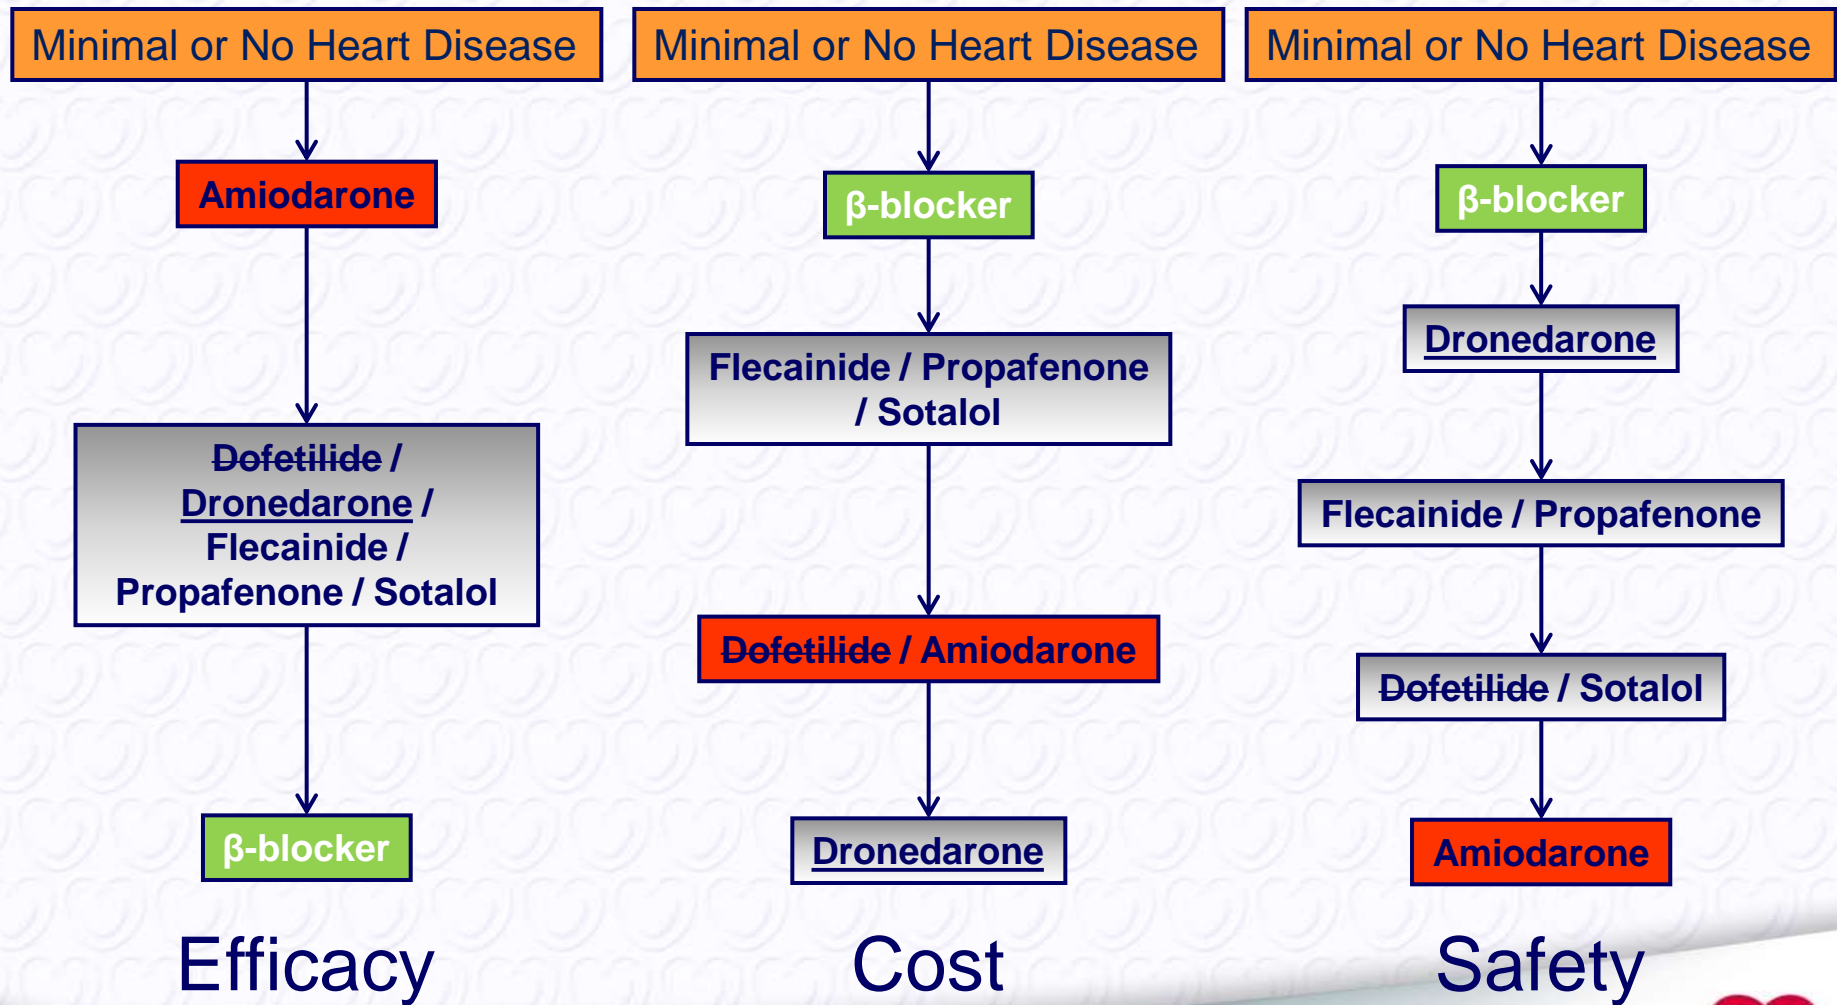 Minimal or No Heart Disease
Amiodarone
Dofetilide /
Dronedarone /
Flecainide /
Propafenone / Sotalol
β-blocker
Efficacy
Minimal or No Heart Disease
β-blocker
Flecainide / Propafenone
/ Sotalol
Dofetilide / Amiodarone
Dronedarone
Cost
Minimal or No Heart Disease
β-blocker
Dronedarone
Flecainide / Propafenone
Dofetilide / Sotalol
Amiodarone
Safety